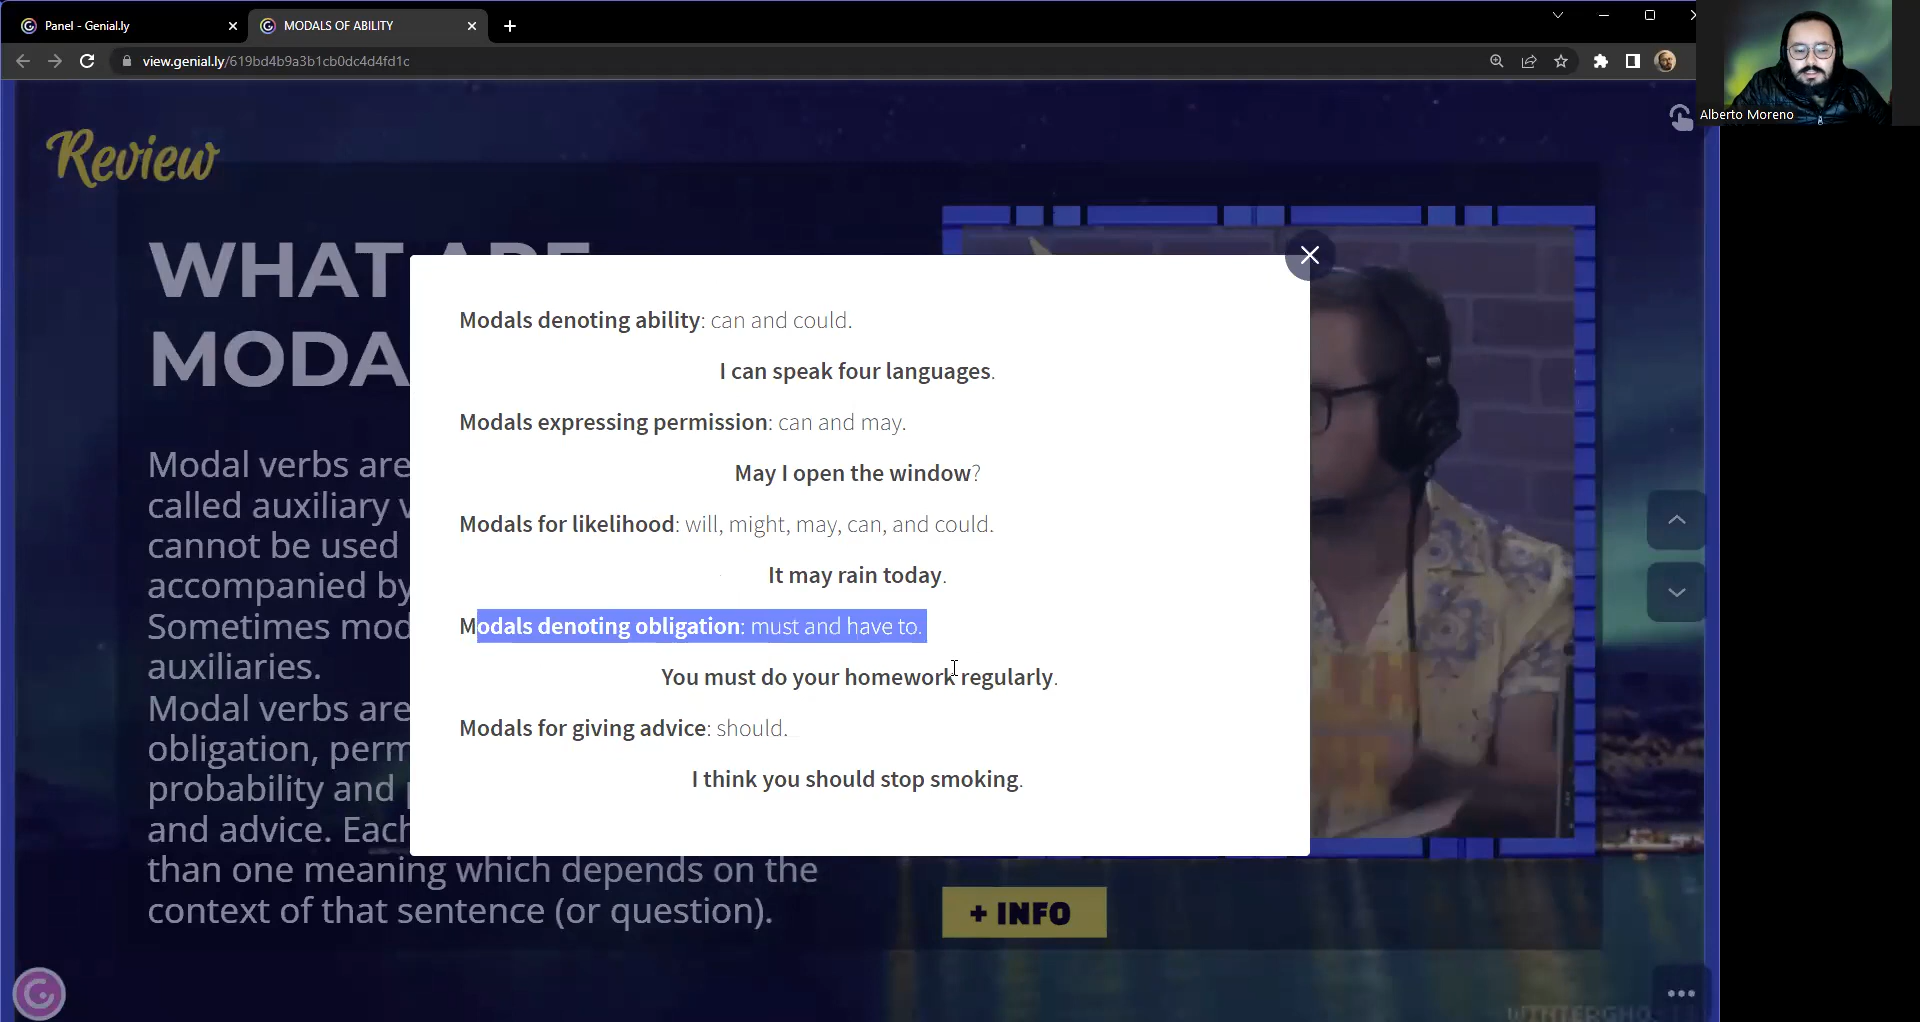 Panel - Genial.ly
MODALS OF ABILITY
view.genial.ly/619bd4b9a3b1cb0dc4d4fd1c
Alberto Moreno
Review
WHAT ARE
MODA
Modal verbs are
called auxiliary v
cannot be used
accompanied by
Sometimes mod
auxiliaries.
Modal verbs are
obligation, perm
probability and p
and advice. Each
than one meaning which depends on the
context of that sentence (or question).
Modals denoting ability: can and could.
I can speak four languages.
Modals expressing permission: can and may.
May I open the window?
Modals for likelihood: will, might, may, can, and could.
It may rain today.
Modals denoting obligation: must and have to.
You must do your homework regularly.
Modals for giving advice: should.
I think you should stop smoking.
+ INFO